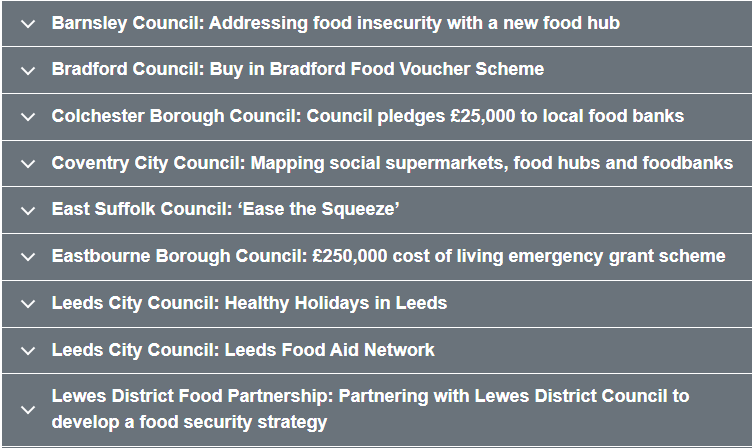 Barnsley Council: Addressing food insecurity with a new food hub
Bradford Council: Buy in Bradford Food Voucher Scheme
Colchester Borough Council: Council pledges £25,000 to local food banks
Coventry City Council: Mapping social supermarkets, food hubs and foodbanks
East Suffolk Council: ‘Ease the Squeeze’
Eastbourne Borough Council: £250,000 cost of living emergency grant scheme
Leeds City Council: Healthy Holidays in Leeds
Leeds City Council: Leeds Food Aid Network
Lewes District Food Partnership: Partnering with Lewes District Council to
develop a food security strategy